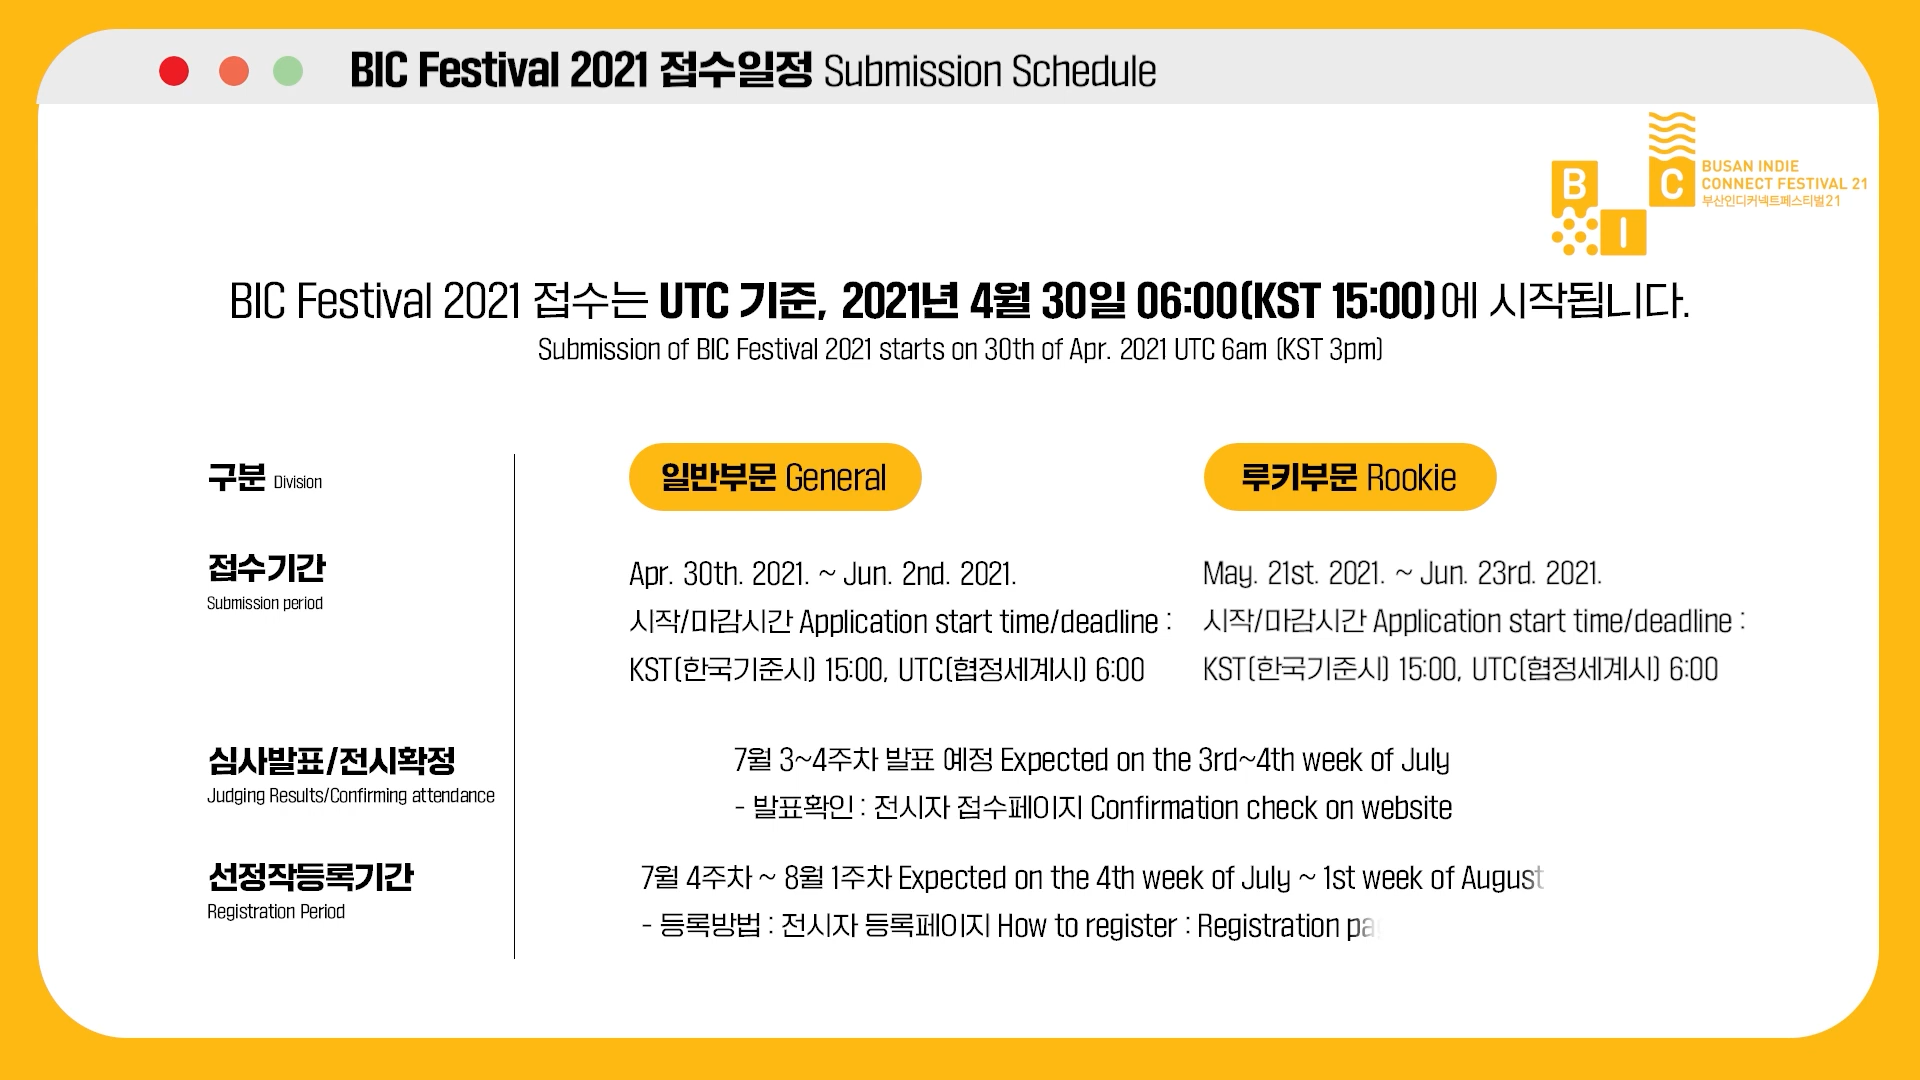 BIC Festival 2021 접수일정 Submission Schedule
B I C
BUSAN INDIE
CONNECT FESTIVAL 21
부산인디커넥트페스티벌21
BIC Festival 2021 접수는 UTC 기준, 2021년 4월 30일 06:00(KST 15:00)에 시작됩니다.
Submission of BIC Festival 2021 starts on 30th of Apr. 2021 UTC 6am (KST 3pm)
구분 Division
일반부문 General
루키부문 Rookie
접수기간
Submission period
Apr. 30th. 2021. ~ Jun. 2nd. 2021.
시작/마감시간 Application start time/deadline :
KST(한국기준시) 15:00, UTC(협정세계시) 6:00
May. 21st. 2021. ~ Jun. 23rd. 2021.
시작/마감시간 Application start time/deadline :
KST(한국기준시) 15:00, UTC(협정세계시) 6:00
심사발표/전시확정
Judging Results/Confirming attendance
7월 3~4주차 발표 예정 Expected on the 3rd~4th week of July
- 발표확인 : 전시자 접수페이지 Confirmation check on website
선정작등록기간
Registration Period
7월 4주차 ~ 8월 1주차 Expected on the 4th week of July ~ 1st week of August
- 등록방법 : 전시자 등록페이지 How to register : Registration